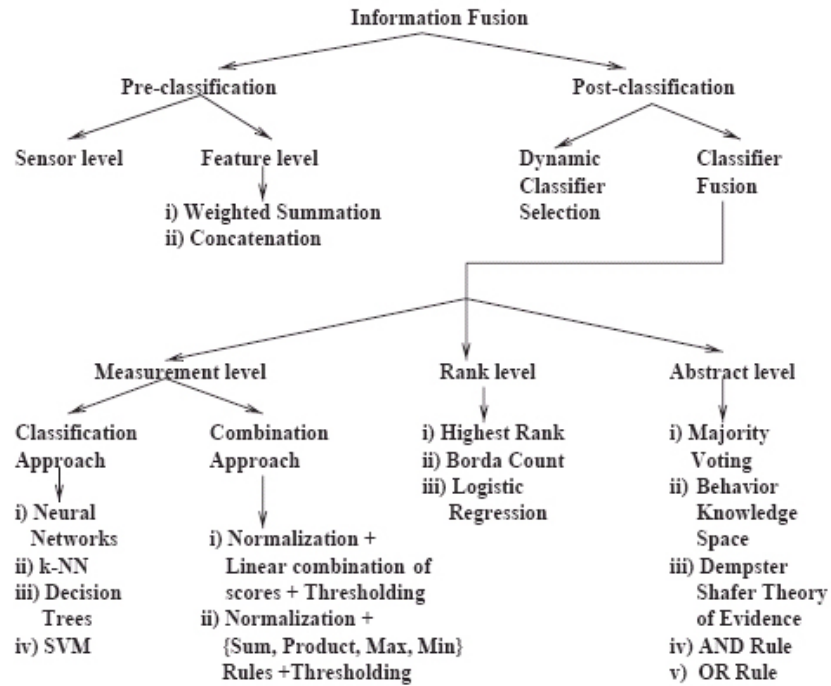 Information Fusion
Pre-classification
Post-classification
Sensor level
Feature level
i) Weighted Summation
ii) Concatenation
Dynamic
Classifier
Selection
Classifier
Fusion
Measurement level
Rank level
Abstract level
Classification
Approach
i) Neural
Networks
ii) k-NN
iii) Decision
Trees
iv) SVM
Combination
Approach
i) Normalization +
Linear combination of
scores + Thresholding
ii) Normalization +
{Sum, Product, Max, Min}
Rules +Thresholding
i) Highest Rank
ii) Borda Count
iii) Logistic
Regression
i) Majority
Voting
ii) Behavior
Knowledge
Space
iii) Dempster
Shafer Theory
of Evidence
iv) AND Rule
v) OR Rule